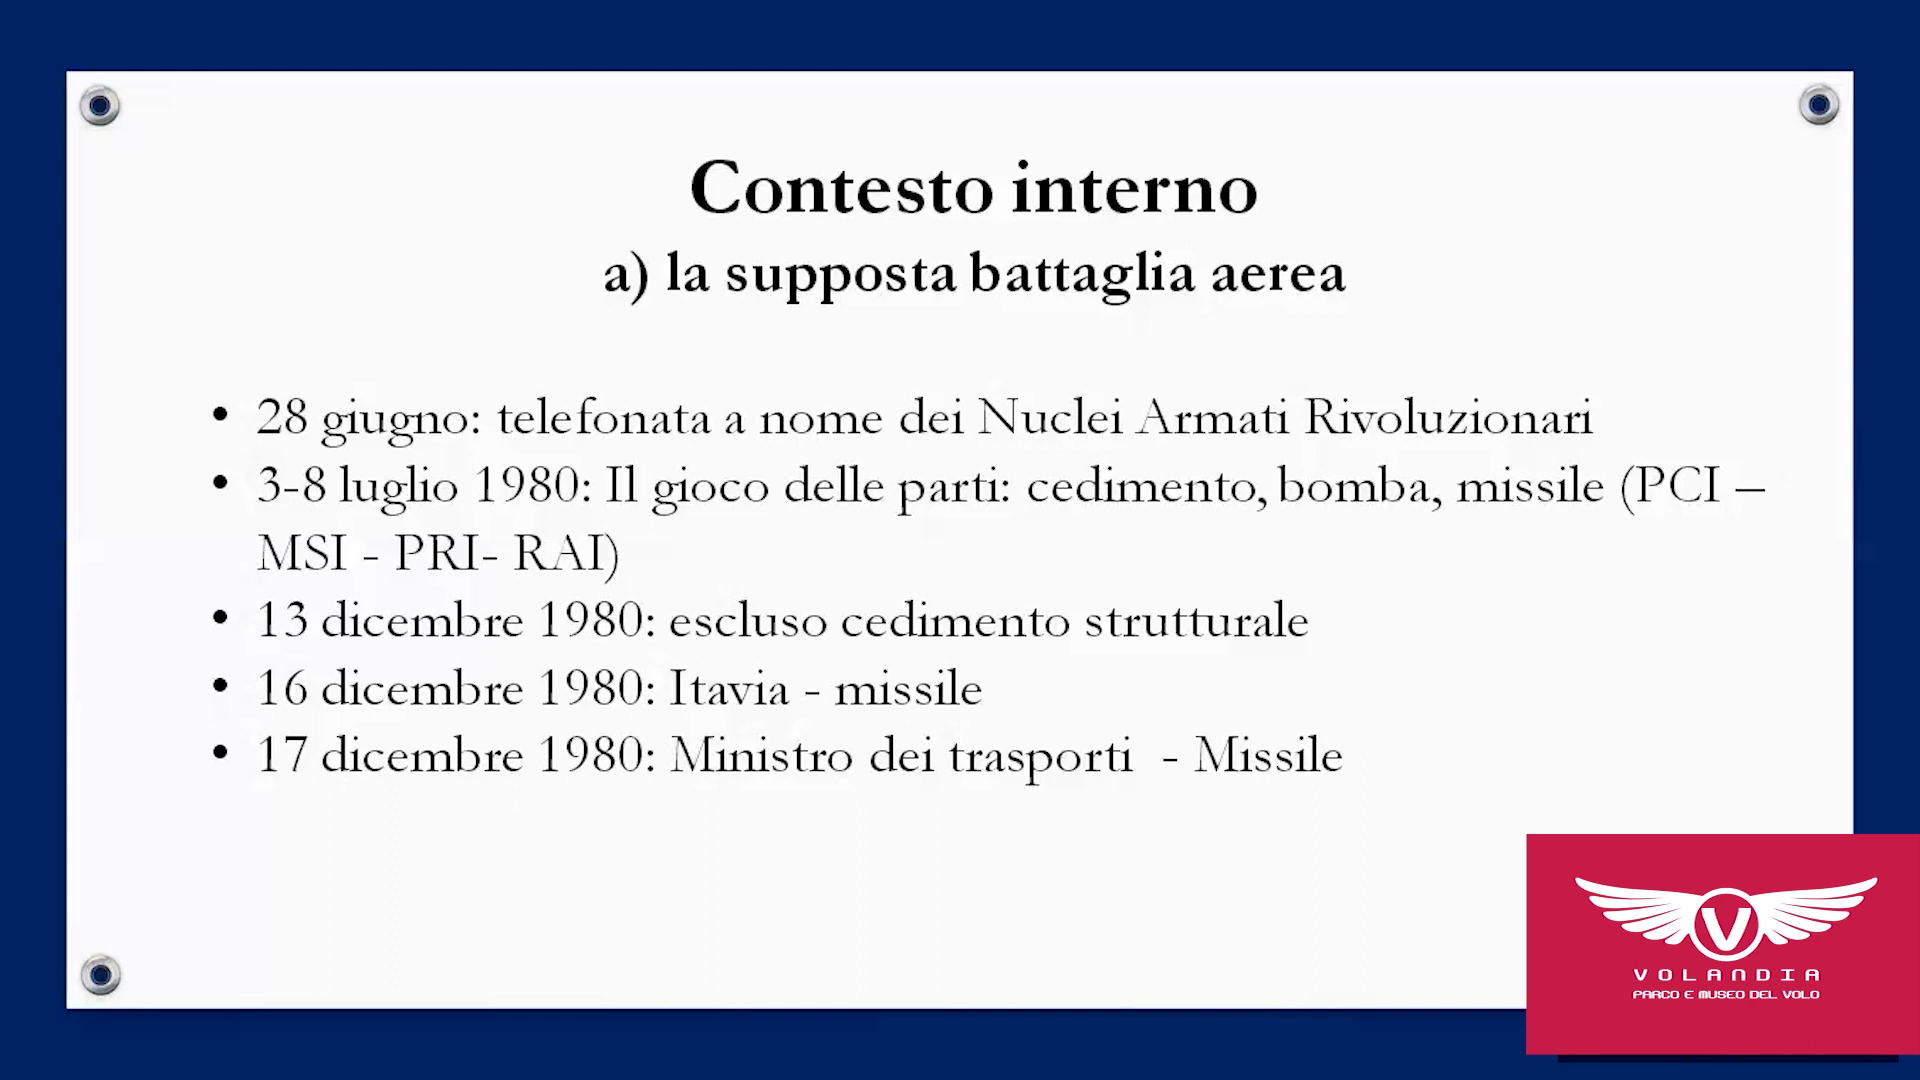 Contesto interno
a) la supposta battaglia aerea
• 28 giugno: telefonata a nome dei Nuclei Armati Rivoluzionari
• 3-8 luglio 1980: Il gioco delle parti: cedimento, bomba, missile (PCI –
MSI - PRI- RAI)
• 13 dicembre 1980: escluso cedimento strutturale
• 16 dicembre 1980: Itavia - missile
• 17 dicembre 1980: Ministro dei trasporti - Missile
V
VOLANDIA
PARCO E MUSEO DEL VOLO